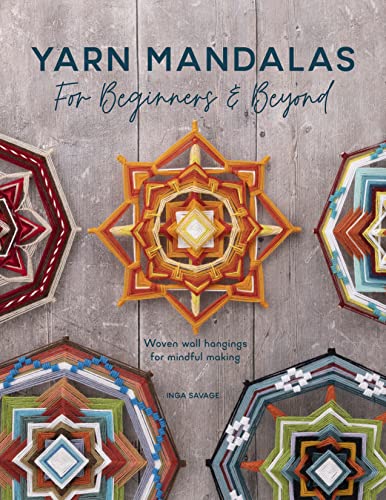 YARN MANDALAS
For Beginners & Beyond
Woven wall hangings
for mindful making
INGA SAVAGE